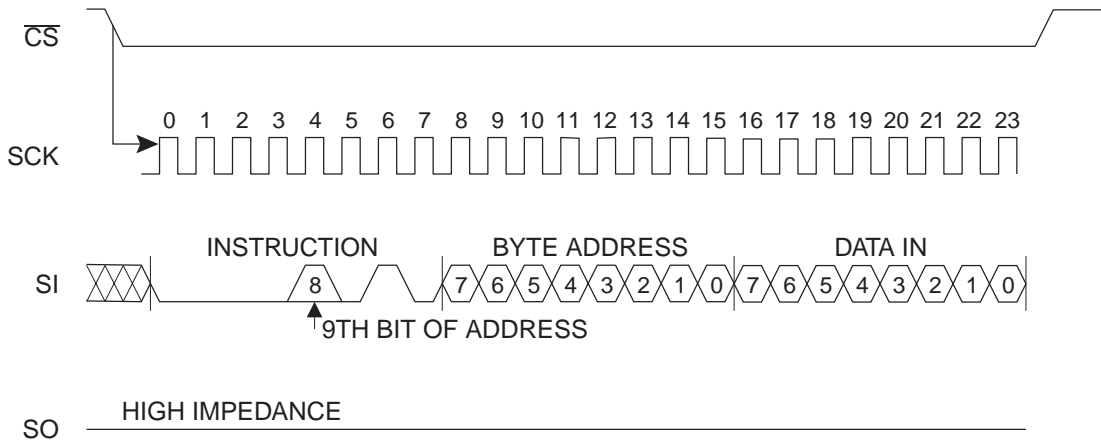 CS
0 1 2 3 4 5 6 7 8 9 10 11 12 13 14 15 16 17 18 19 20 21 22 23
SCK
INSTRUCTION BYTE ADDRESS DATA IN
SI 8 7 6 5 4 3 2 1 0 7 6 5 4 3 2 1 0
9TH BIT OF ADDRESS
HIGH IMPEDANCE
SO